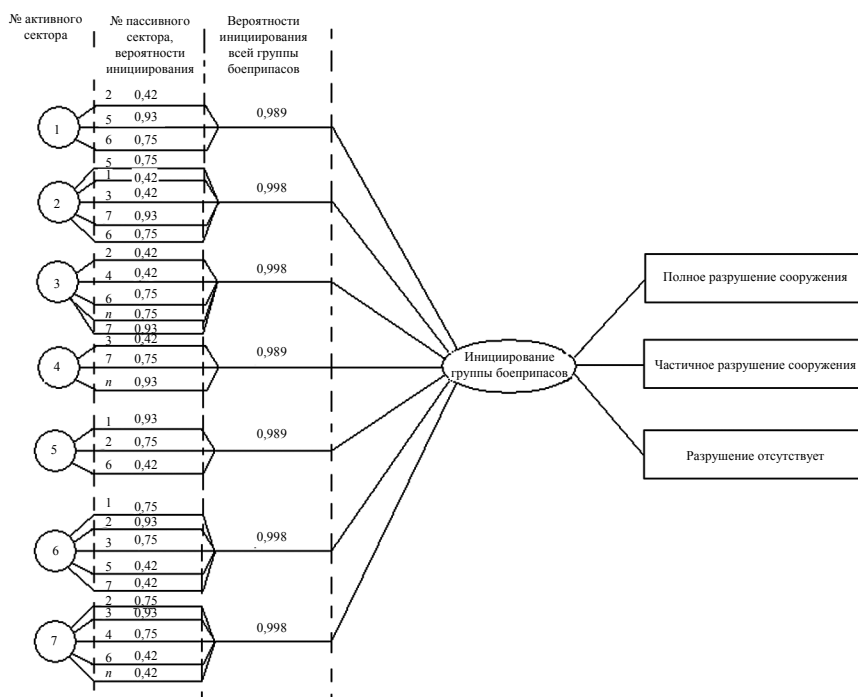 № активного
сектора
№ пассивного
сектора,
вероятности
инициирования
Вероятности
инициирования
всей группы
боеприпасов
1
2 0,42
5 0,93
6 0,75
0,989
2
5 0,75
1 0,42
3 0,42
7 0,93
6 0,75
0,998
3
2 0,42
4 0,42
6 0,75
n 0,75
7 0,93
0,998
4
3 0,42
7 0,75
n 0,93
0,989
5
1 0,93
2 0,75
6 0,42
0,989
6
1 0,75
2 0,93
3 0,75
5 0,42
7 0,42
0,998
7
2 0,75
3 0,93
4 0,75
6 0,42
n 0,42
0,998
Инициирование
группы боеприпасов
Полное разрушение сооружения
Частичное разрушение сооружения
Разрушение отсутствует